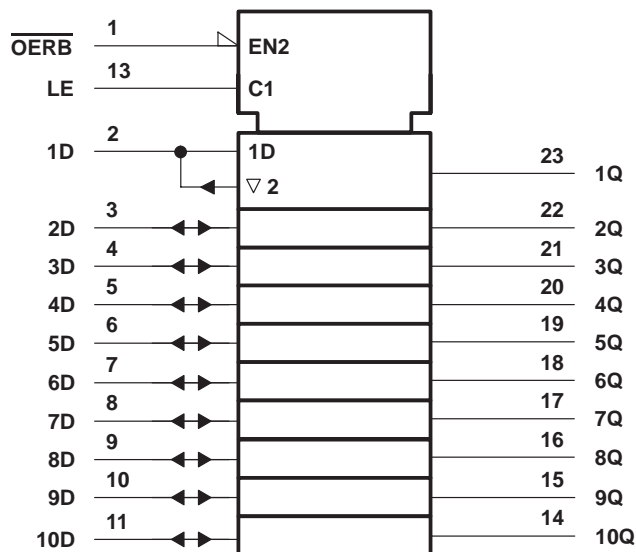 OERB 1 EN2
LE 13 C1
1D 2 1D 23 1Q
▽ 2
2D 3 22 2Q
3D 4 21 3Q
4D 5 20 4Q
5D 6 19 5Q
6D 7 18 6Q
7D 8 17 7Q
8D 9 16 8Q
9D 10 15 9Q
10D 11 14 10Q